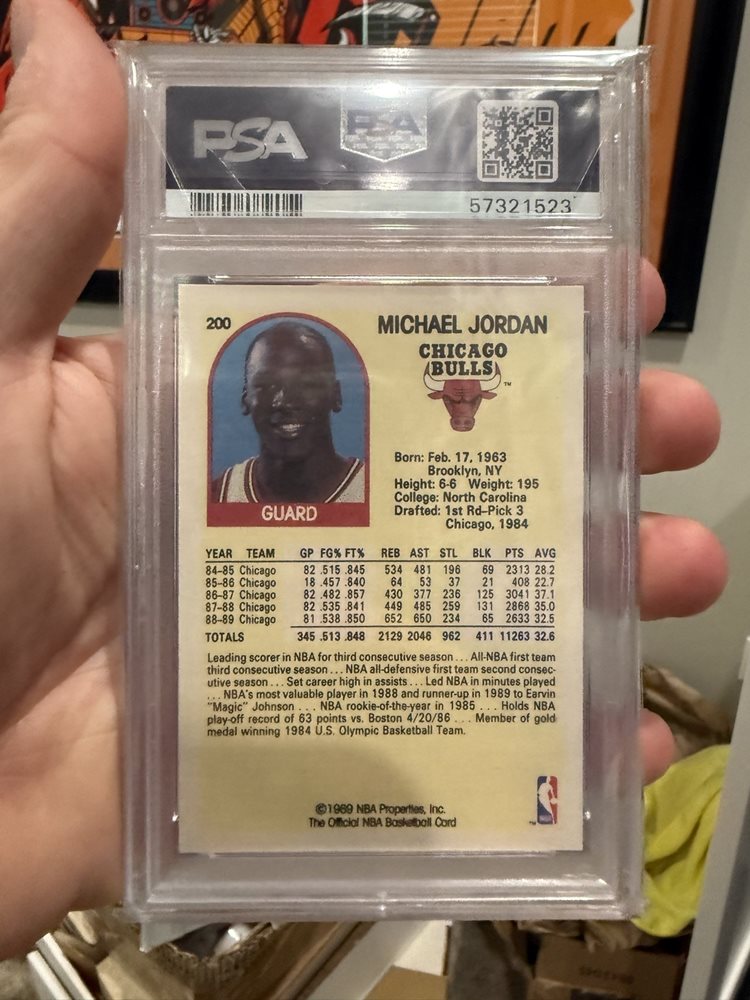 PSA
PSA
57321523
200
MICHAEL JORDAN
CHICAGO
BULLS
TM
Born: Feb. 17, 1963
Brooklyn, NY
Height: 6-6 Weight: 195
College: North Carolina
Drafted: 1st Rd-Pick 3
Chicago, 1984
GUARD
YEAR TEAM GP FG% FT% REB AST STL BLK PTS AVG
84-85 Chicago 82 .515 .845 534 481 196 69 2313 28.2
85-86 Chicago 18 .457 .840 64 53 37 21 408 22.7
86-87 Chicago 82 .482 .857 430 377 236 125 3041 37.1
87-88 Chicago 82 .535 .841 449 485 259 131 2868 35.0
88-89 Chicago 81 .538 .850 652 650 234 65 2633 32.5
TOTALS 345 .513 .848 2129 2046 962 411 11263 32.6
Leading scorer in NBA for third consecutive season . . . All-NBA first team
third consecutive season . . . NBA all-defensive first team second consec-
utive season . . . Set career high in assists . . . Led NBA in minutes played
. . . NBA's most valuable player in 1988 and runner-up in 1989 to Earvin
"Magic" Johnson . . . NBA rookie-of-the-year in 1985 . . . Holds NBA
play-off record of 63 points vs. Boston 4/20/86 . . . Member of gold
medal winning 1984 U.S. Olympic Basketball Team.
©1989 NBA Properties, Inc.
The Official NBA Basketball Card
TM